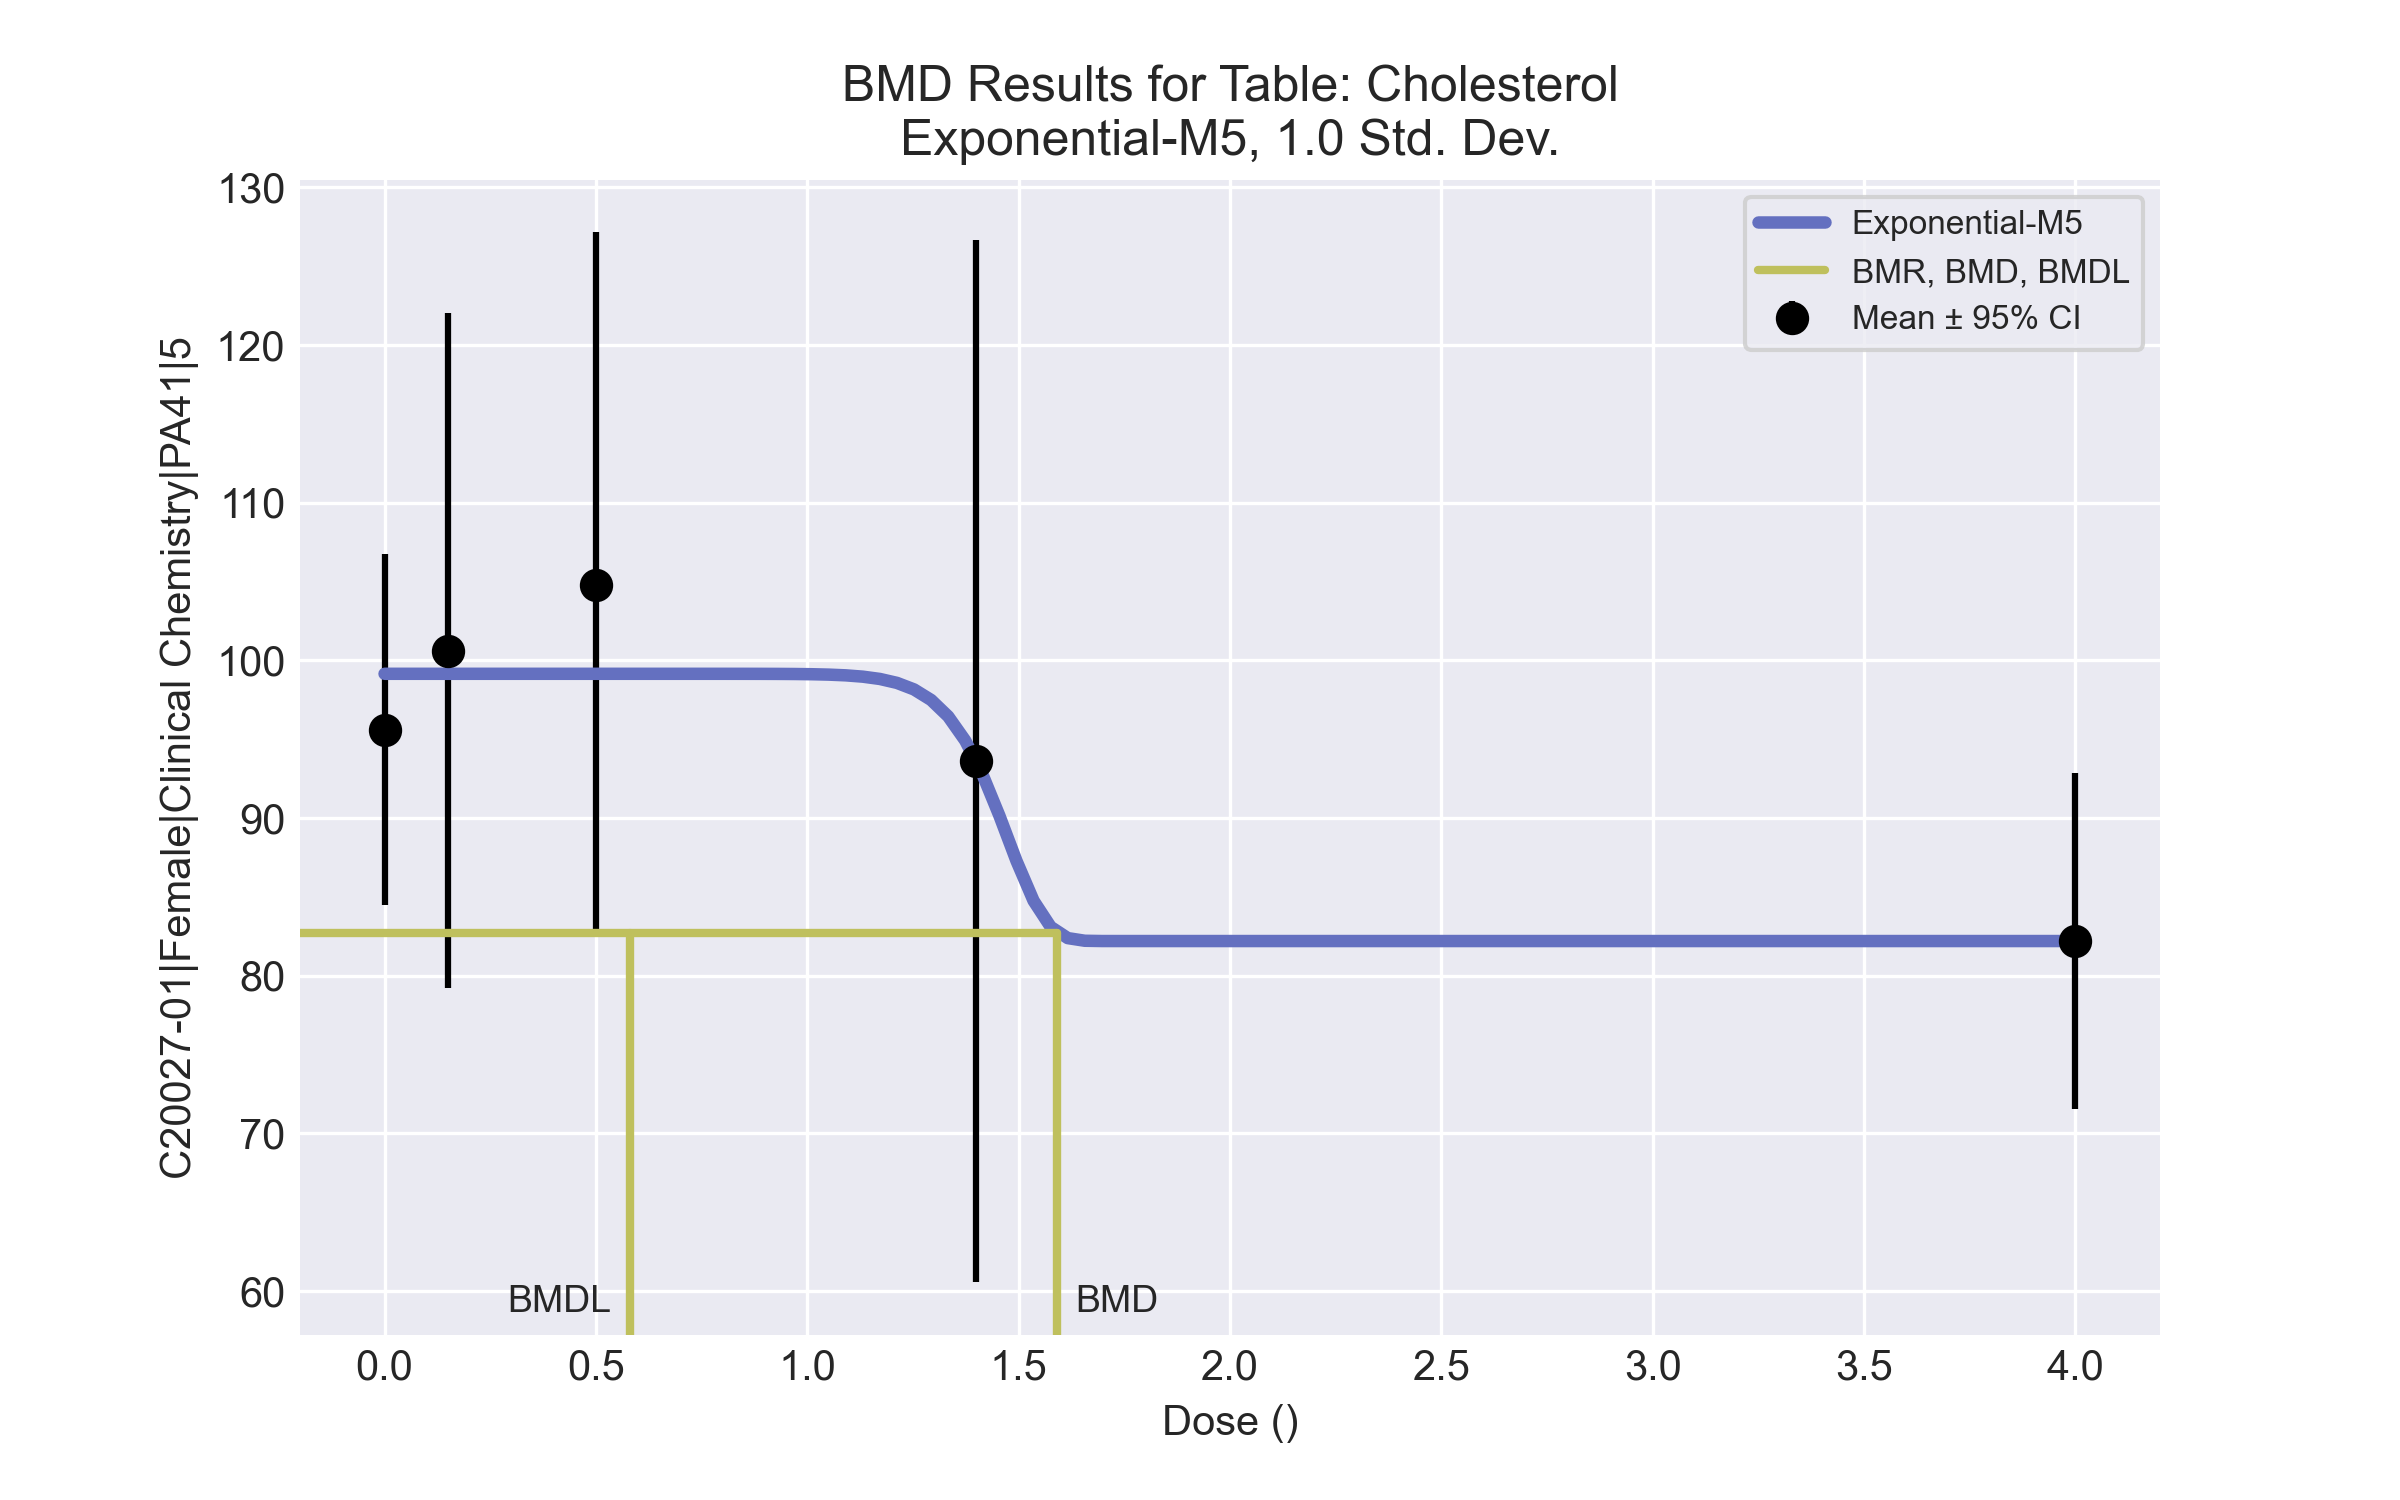 BMD Results for Table: Cholesterol
Exponential-M5, 1.0 Std. Dev.
C20027-01|Female|Clinical Chemistry|PA41|5
130
120
110
100
90
80
70
60
Exponential-M5
BMR, BMD, BMDL
Mean ± 95% CI
BMDL
BMD
0.0 0.5 1.0 1.5 2.0 2.5 3.0 3.5 4.0
Dose ()